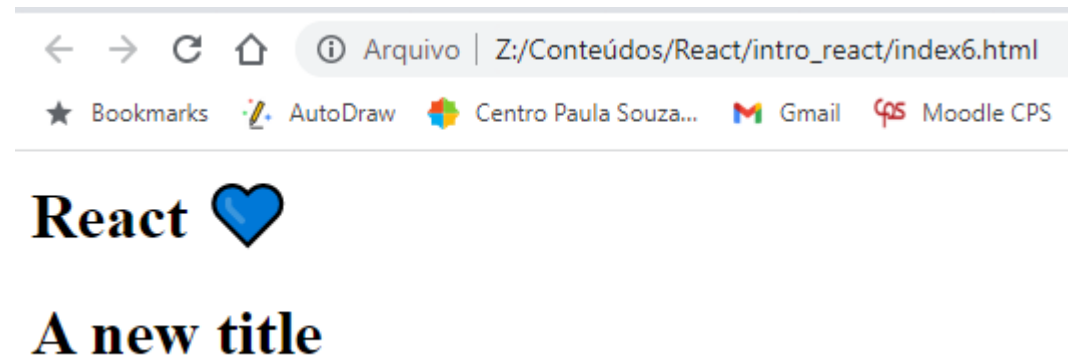 Arquivo | Z:/Conteúdos/React/intro_react/index6.html
Bookmarks AutoDraw Centro Paula Souza... Gmail Moodle CPS
React 💙
A new title